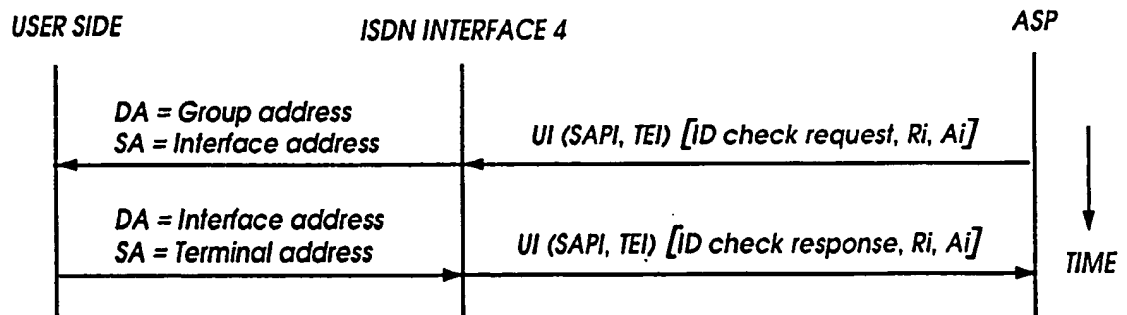 USER SIDE
ISDN INTERFACE 4
ASP
DA = Group address
SA = Interface address
UI (SAPI, TEI) [ID check request, Ri, Ai]
DA = Interface address
SA = Terminal address
UI (SAPI, TEI) [ID check response, Ri, Ai]
TIME